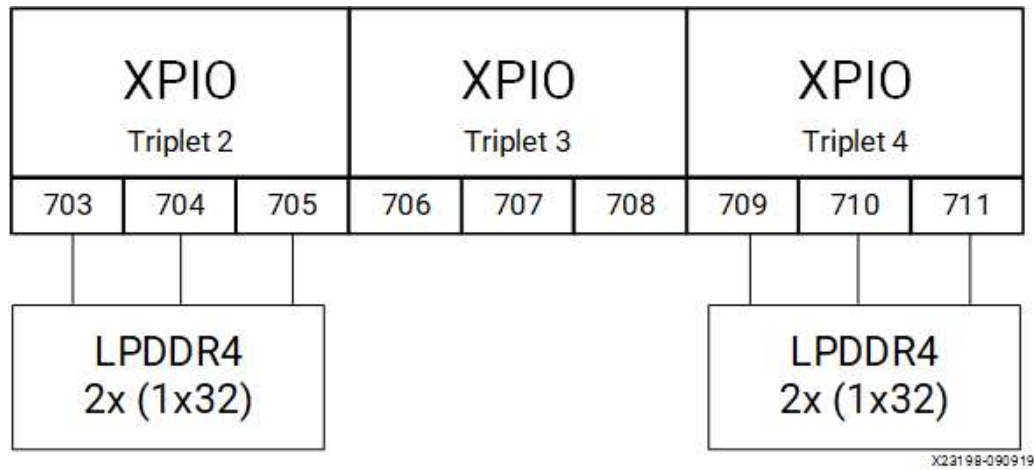 XPIO XPIO XPIO
Triplet 2 Triplet 3 Triplet 4
703 704 705 706 707 708 709 710 711
LPDDR4 LPDDR4
2x (1x32) 2x (1x32)
X23198-090919